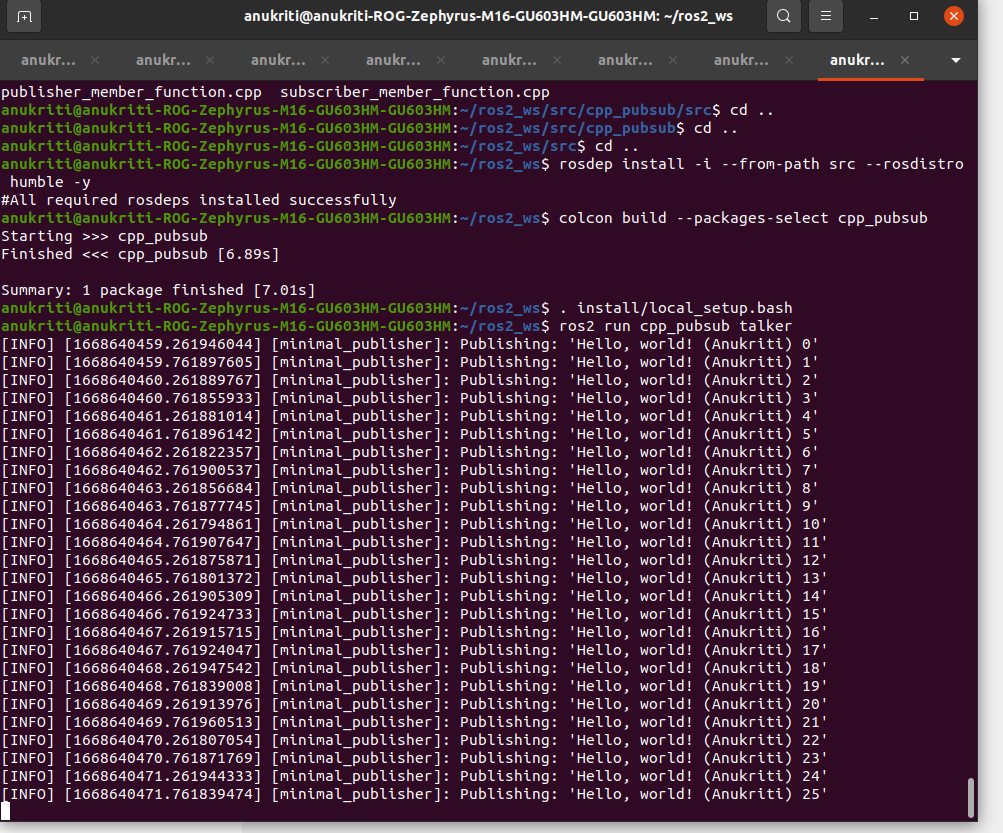 anukriti@anukriti-ROG-Zephyrus-M16-GU603HM-GU603HM: ~/ros2_ws
anukr... anukr... anukr... anukr... anukr... anukr... anukr... anukr...
publisher_member_function.cpp  subscriber_member_function.cpp
anukriti@anukriti-ROG-Zephyrus-M16-GU603HM-GU603HM:~/ros2_ws/src/cpp_pubsub/src$ cd ..
anukriti@anukriti-ROG-Zephyrus-M16-GU603HM-GU603HM:~/ros2_ws/src/cpp_pubsub$ cd ..
anukriti@anukriti-ROG-Zephyrus-M16-GU603HM-GU603HM:~/ros2_ws/src$ cd ..
anukriti@anukriti-ROG-Zephyrus-M16-GU603HM-GU603HM:~/ros2_ws$ rosdep install -i --from-path src --rosdistro
humble -y
#All required rosdeps installed successfully
anukriti@anukriti-ROG-Zephyrus-M16-GU603HM-GU603HM:~/ros2_ws$ colcon build --packages-select cpp_pubsub
Starting >>> cpp_pubsub
Finished <<< cpp_pubsub [6.89s]
Summary: 1 package finished [7.01s]
anukriti@anukriti-ROG-Zephyrus-M16-GU603HM-GU603HM:~/ros2_ws$ . install/local_setup.bash
anukriti@anukriti-ROG-Zephyrus-M16-GU603HM-GU603HM:~/ros2_ws$ ros2 run cpp_pubsub talker
[INFO] [1668640459.261946044] [minimal_publisher]: Publishing: 'Hello, world! (Anukriti) 0'
[INFO] [1668640459.761897605] [minimal_publisher]: Publishing: 'Hello, world! (Anukriti) 1'
[INFO] [1668640460.261889767] [minimal_publisher]: Publishing: 'Hello, world! (Anukriti) 2'
[INFO] [1668640460.761855933] [minimal_publisher]: Publishing: 'Hello, world! (Anukriti) 3'
[INFO] [1668640461.261881014] [minimal_publisher]: Publishing: 'Hello, world! (Anukriti) 4'
[INFO] [1668640461.761896142] [minimal_publisher]: Publishing: 'Hello, world! (Anukriti) 5'
[INFO] [1668640462.261822357] [minimal_publisher]: Publishing: 'Hello, world! (Anukriti) 6'
[INFO] [1668640462.761900537] [minimal_publisher]: Publishing: 'Hello, world! (Anukriti) 7'
[INFO] [1668640463.261856684] [minimal_publisher]: Publishing: 'Hello, world! (Anukriti) 8'
[INFO] [1668640463.761877745] [minimal_publisher]: Publishing: 'Hello, world! (Anukriti) 9'
[INFO] [1668640464.261794861] [minimal_publisher]: Publishing: 'Hello, world! (Anukriti) 10'
[INFO] [1668640464.761907647] [minimal_publisher]: Publishing: 'Hello, world! (Anukriti) 11'
[INFO] [1668640465.261875871] [minimal_publisher]: Publishing: 'Hello, world! (Anukriti) 12'
[INFO] [1668640465.761801372] [minimal_publisher]: Publishing: 'Hello, world! (Anukriti) 13'
[INFO] [1668640466.261905309] [minimal_publisher]: Publishing: 'Hello, world! (Anukriti) 14'
[INFO] [1668640466.761924733] [minimal_publisher]: Publishing: 'Hello, world! (Anukriti) 15'
[INFO] [1668640467.261915715] [minimal_publisher]: Publishing: 'Hello, world! (Anukriti) 16'
[INFO] [1668640467.761924047] [minimal_publisher]: Publishing: 'Hello, world! (Anukriti) 17'
[INFO] [1668640468.261947542] [minimal_publisher]: Publishing: 'Hello, world! (Anukriti) 18'
[INFO] [1668640468.761839008] [minimal_publisher]: Publishing: 'Hello, world! (Anukriti) 19'
[INFO] [1668640469.261913976] [minimal_publisher]: Publishing: 'Hello, world! (Anukriti) 20'
[INFO] [1668640469.761960513] [minimal_publisher]: Publishing: 'Hello, world! (Anukriti) 21'
[INFO] [1668640470.261807054] [minimal_publisher]: Publishing: 'Hello, world! (Anukriti) 22'
[INFO] [1668640470.761871769] [minimal_publisher]: Publishing: 'Hello, world! (Anukriti) 23'
[INFO] [1668640471.261944333] [minimal_publisher]: Publishing: 'Hello, world! (Anukriti) 24'
[INFO] [1668640471.761839474] [minimal_publisher]: Publishing: 'Hello, world! (Anukriti) 25'